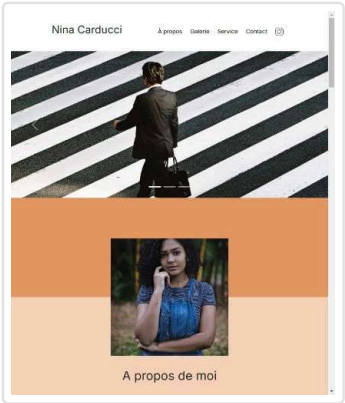 Nina Carducci
À propos Galerie Service Contact
A propos de moi